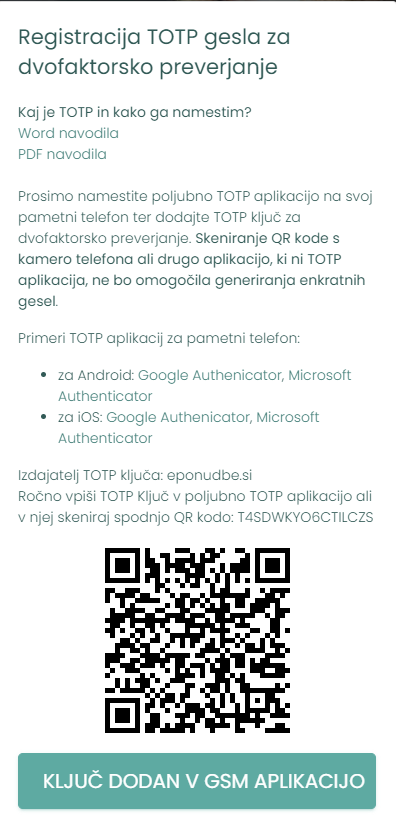 Registracija TOTP gesla za
dvofaktorsko preverjanje
Kaj je TOTP in kako ga namestim?
Word navodila
PDF navodila
Prosimo namestite poljubno TOTP aplikacijo na svoj
pametni telefon ter dodajte TOTP ključ za
dvofaktorsko preverjanje. Skeniranje QR kode s
kamero telefona ali drugo aplikacijo, ki ni TOTP
aplikacija, ne bo omogočila generiranja enkratnih
gesel.
Primeri TOTP aplikacij za pametni telefon:
• za Android: Google Authenicator, Microsoft
Authenticator
• za iOS: Google Authenicator, Microsoft
Authenticator
Izdajatelj TOTP ključa: eponudbe.si
Ročno vpiši TOTP Ključ v poljubno TOTP aplikacijo ali
v njej skeniraj spodnjo QR kodo: T4SDWKYO6CTILCZS
KLJUČ DODAN V GSM APLIKACIJO